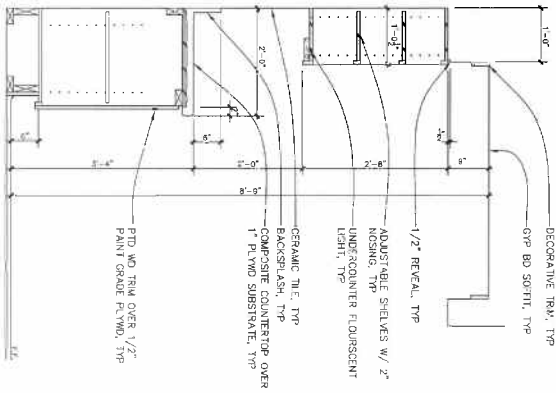 DECORATIVE TRIM, TYP
GYP BD SOFFIT, TYP
1/2" REVEAL, TYP
ADJUSTABLE SHELVES W/ 2"
NOSING, TYP
UNDERCOUNTER FLOURSCENT
LIGHT, TYP
CERAMIC TILE, TYP
BACKSPLASH, TYP
COMPOSITE COUNTERTOP OVER
1" PLYWD SUBSTRATE, TYP
PTD WD TRIM OVER 1/2"
PAINT GRADE PLYWD, TYP
1'-0"
1'-0½"
2'-0"
6"
9"
2'-8"
2'-0"
3'-4"
8'-9"